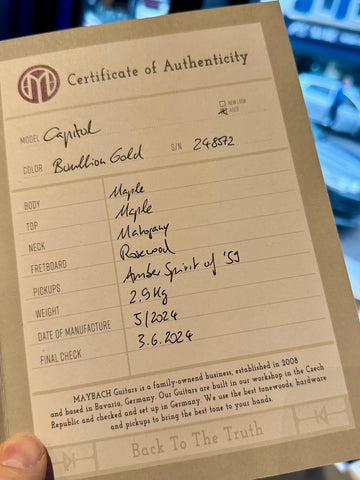 Certificate of Authenticity
NEW LOOK
AGED
MODEL Capitol
COLOR Boullion Gold S/N 248572
BODY Maple
TOP Maple
NECK Mahogany
FRETBOARD Rosewood
PICKUPS Amber Spirit of '59
WEIGHT 2.9 Kg
DATE OF MANUFACTURE 5/2024
FINAL CHECK 3.6.2024
MAYBACH Guitars is a family-ownend business, established in 2008
and based in Bavaria, Germany. Our Guitars are built in our workshop in the Czech
Republic and checked and set up in Germany. We use the best tonewoods, hardware
and pickups to bring the best tone to your hands.
Back To The Truth